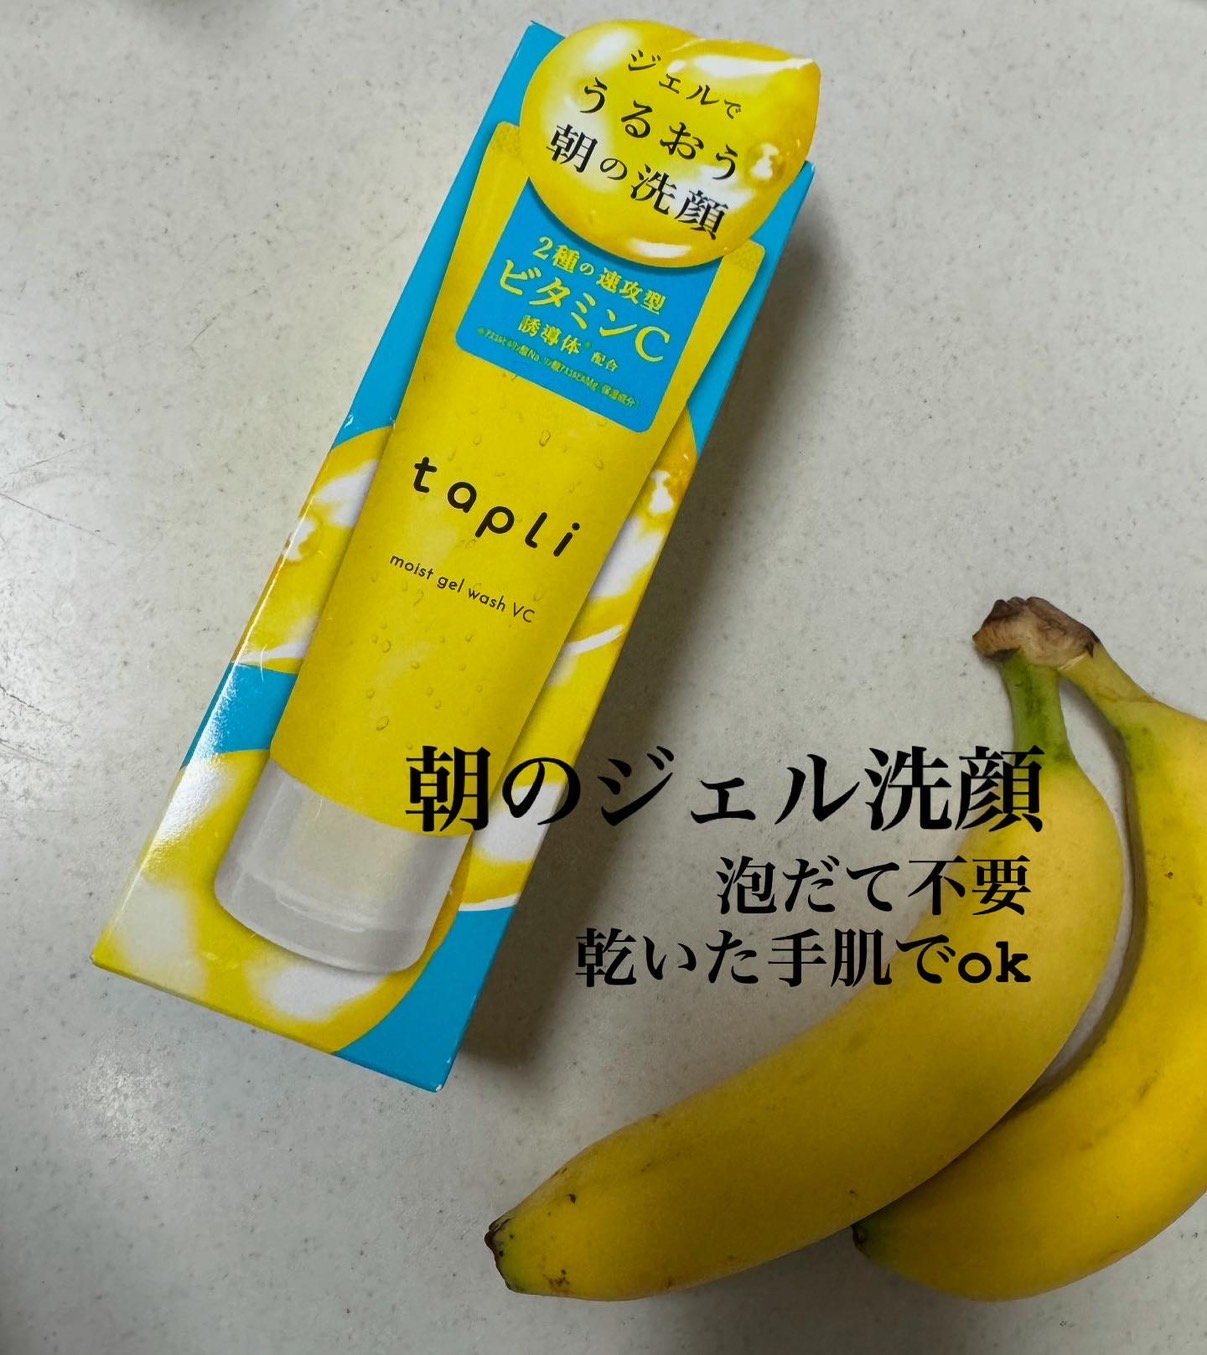 ジェルで
うるおう
朝の洗顔
2種の速攻型
ビタミンC
誘導体* 配合
tapli
moist gel wash VC
朝のジェル洗顔
泡だて不要
乾いた手肌でok